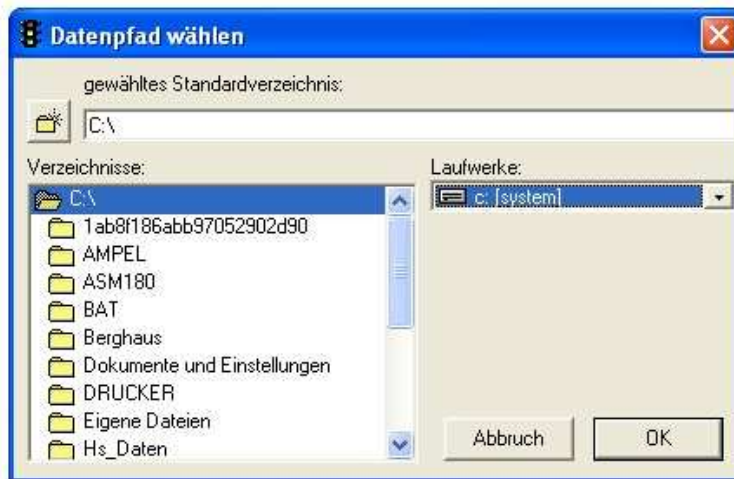 Datenpfad wählen
gewähltes Standardverzeichnis:
C:\
Verzeichnisse:
C:\
1ab8f186abb97052902d90
AMPEL
ASM180
BAT
Berghaus
Dokumente und Einstellungen
DRUCKER
Eigene Dateien
Hs_Daten
Laufwerke:
c: [system]
Abbruch
OK